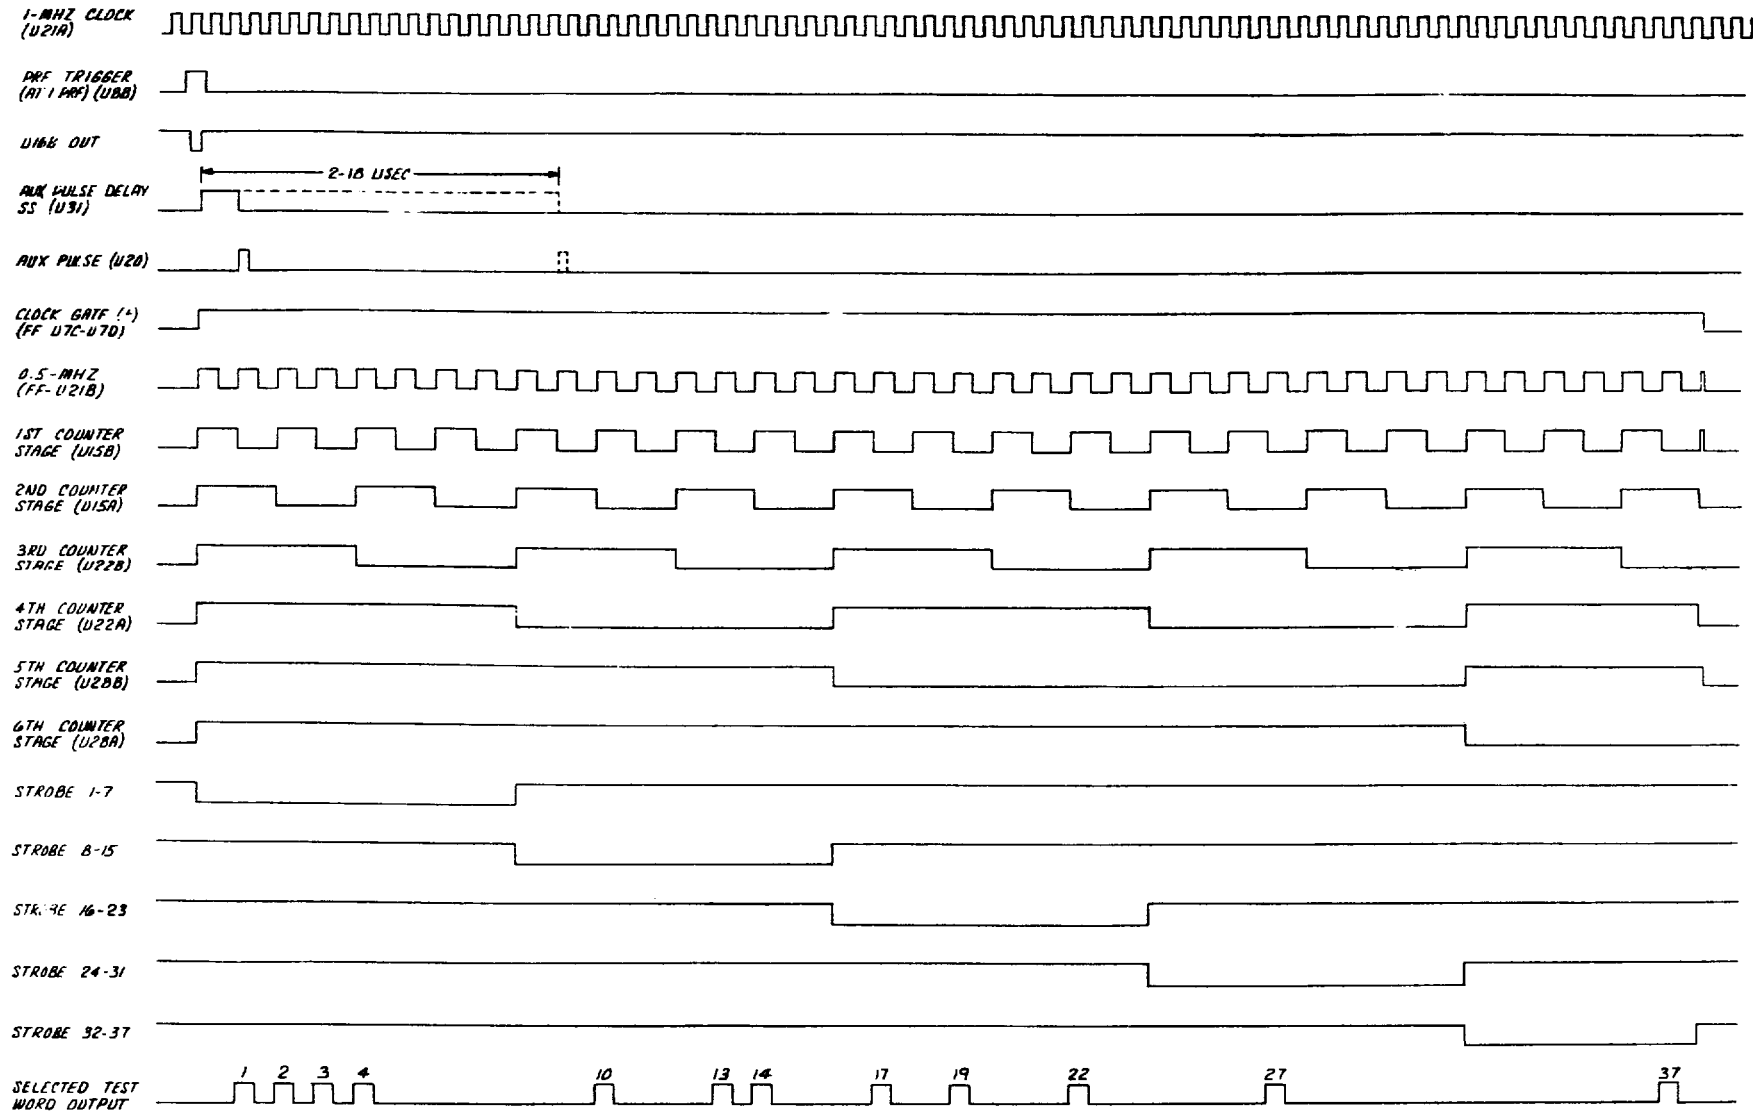 1-MHZ CLOCK
(U21A)
PRF TRIGGER
(AT 1 PRF) (U8B)
U16B OUT
2-18 USEC
AUX PULSE DELAY
SS (U31)
AUX PULSE (U20)
CLOCK GATE
(FF U7C-U7D)
0.5-MHZ
(FF-U21B)
1ST COUNTER
STAGE (U15B)
2ND COUNTER
STAGE (U15A)
3RD COUNTER
STAGE (U22B)
4TH COUNTER
STAGE (U22A)
5TH COUNTER
STAGE (U28B)
6TH COUNTER
STAGE (U28A)
STROBE 1-7
STROBE 8-15
16-23
STROBE 24-31
STROBE 32-37
1 2 3 4 10 13 14 17 19 22 27 37
SELECTED TEST
WORD OUTPUT